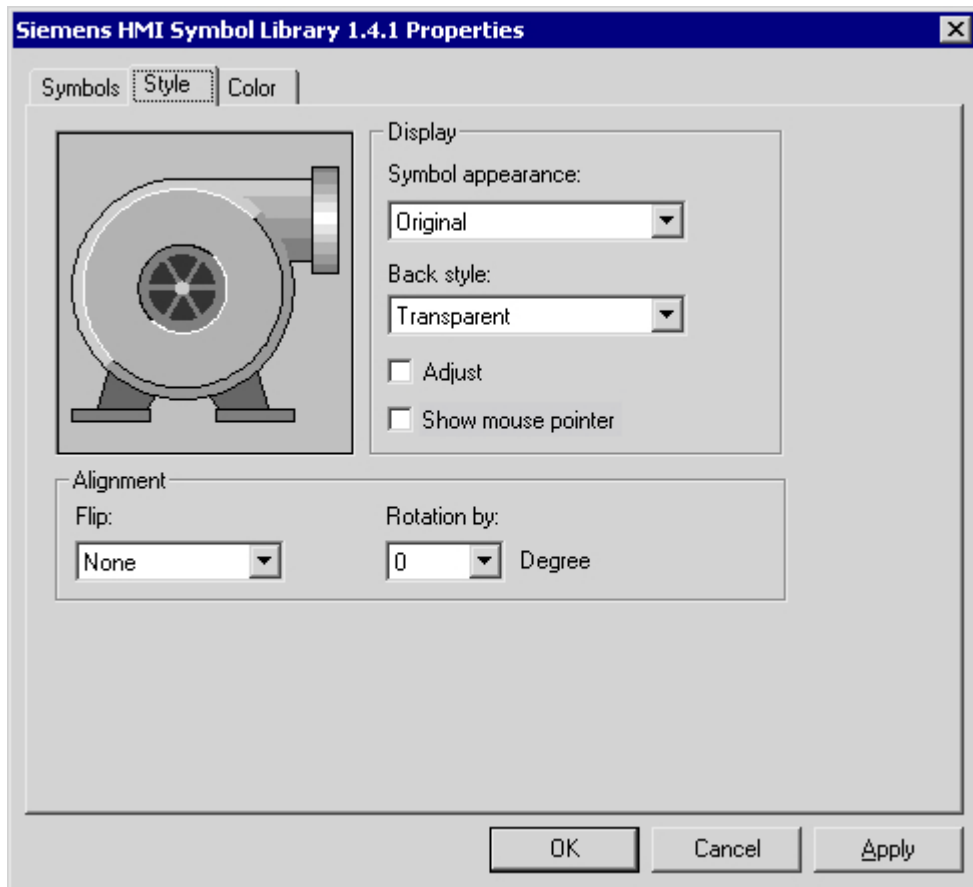 Siemens HMI Symbol Library 1.4.1 Properties
Symbols Style Color
Display
Symbol appearance:
Original
Back style:
Transparent
Adjust
Show mouse pointer
Alignment
Flip: Rotation by:
None 0 Degree
OK Cancel Apply